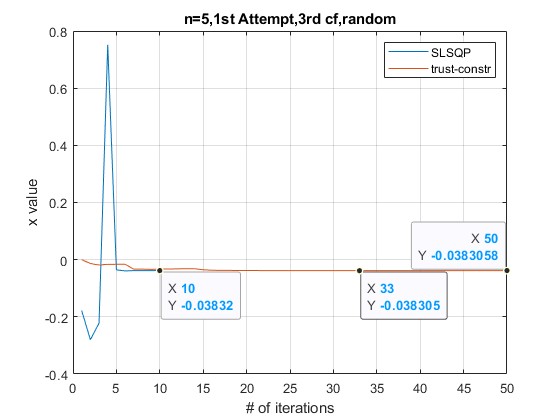 n=5,1st Attempt,3rd cf,random
0.8
0.6
0.4
0.2
0
-0.2
-0.4
x value
SLSQP
trust-constr
X 50
Y -0.0383058
X 10
Y -0.03832
X 33
Y -0.038305
0
5
10
15
20
25
30
35
40
45
50
# of iterations